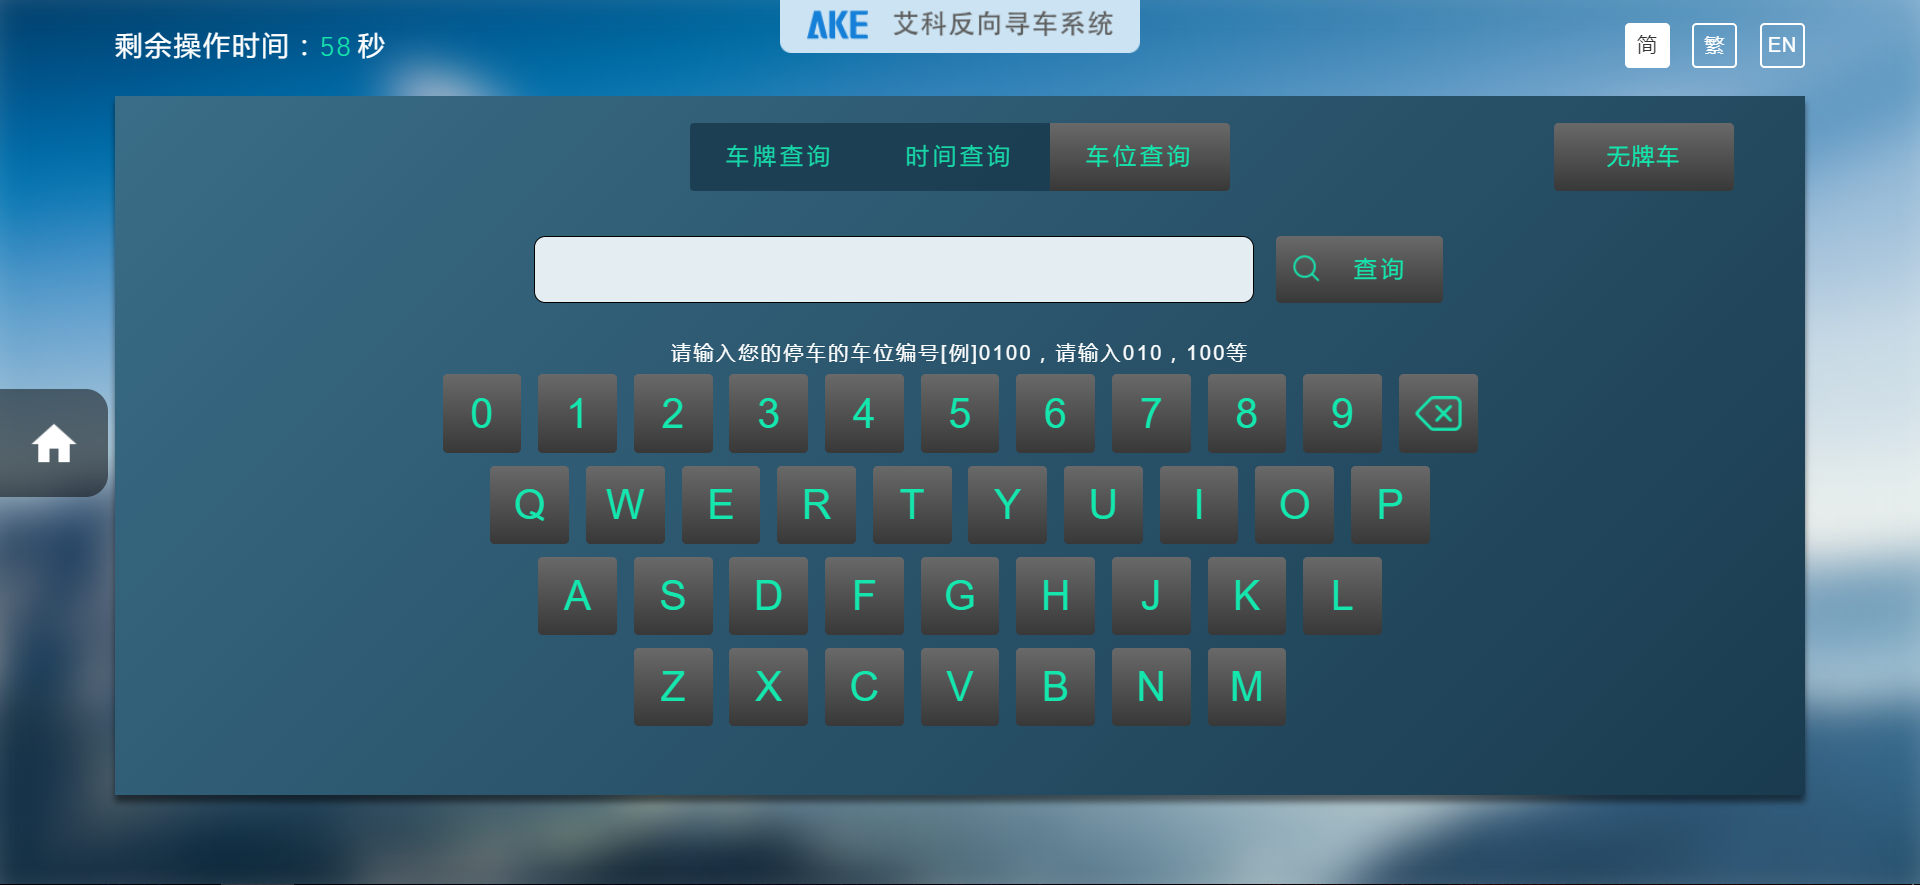 剩余操作时间：58秒
AKE 艾科反向寻车系统
简 繁 EN
车牌查询 时间查询 车位查询 无牌车
查询
请输入您的停车的车位编号[例]0100，请输入010，100等
0 1 2 3 4 5 6 7 8 9
Q W E R T Y U I O P
A S D F G H J K L
Z X C V B N M